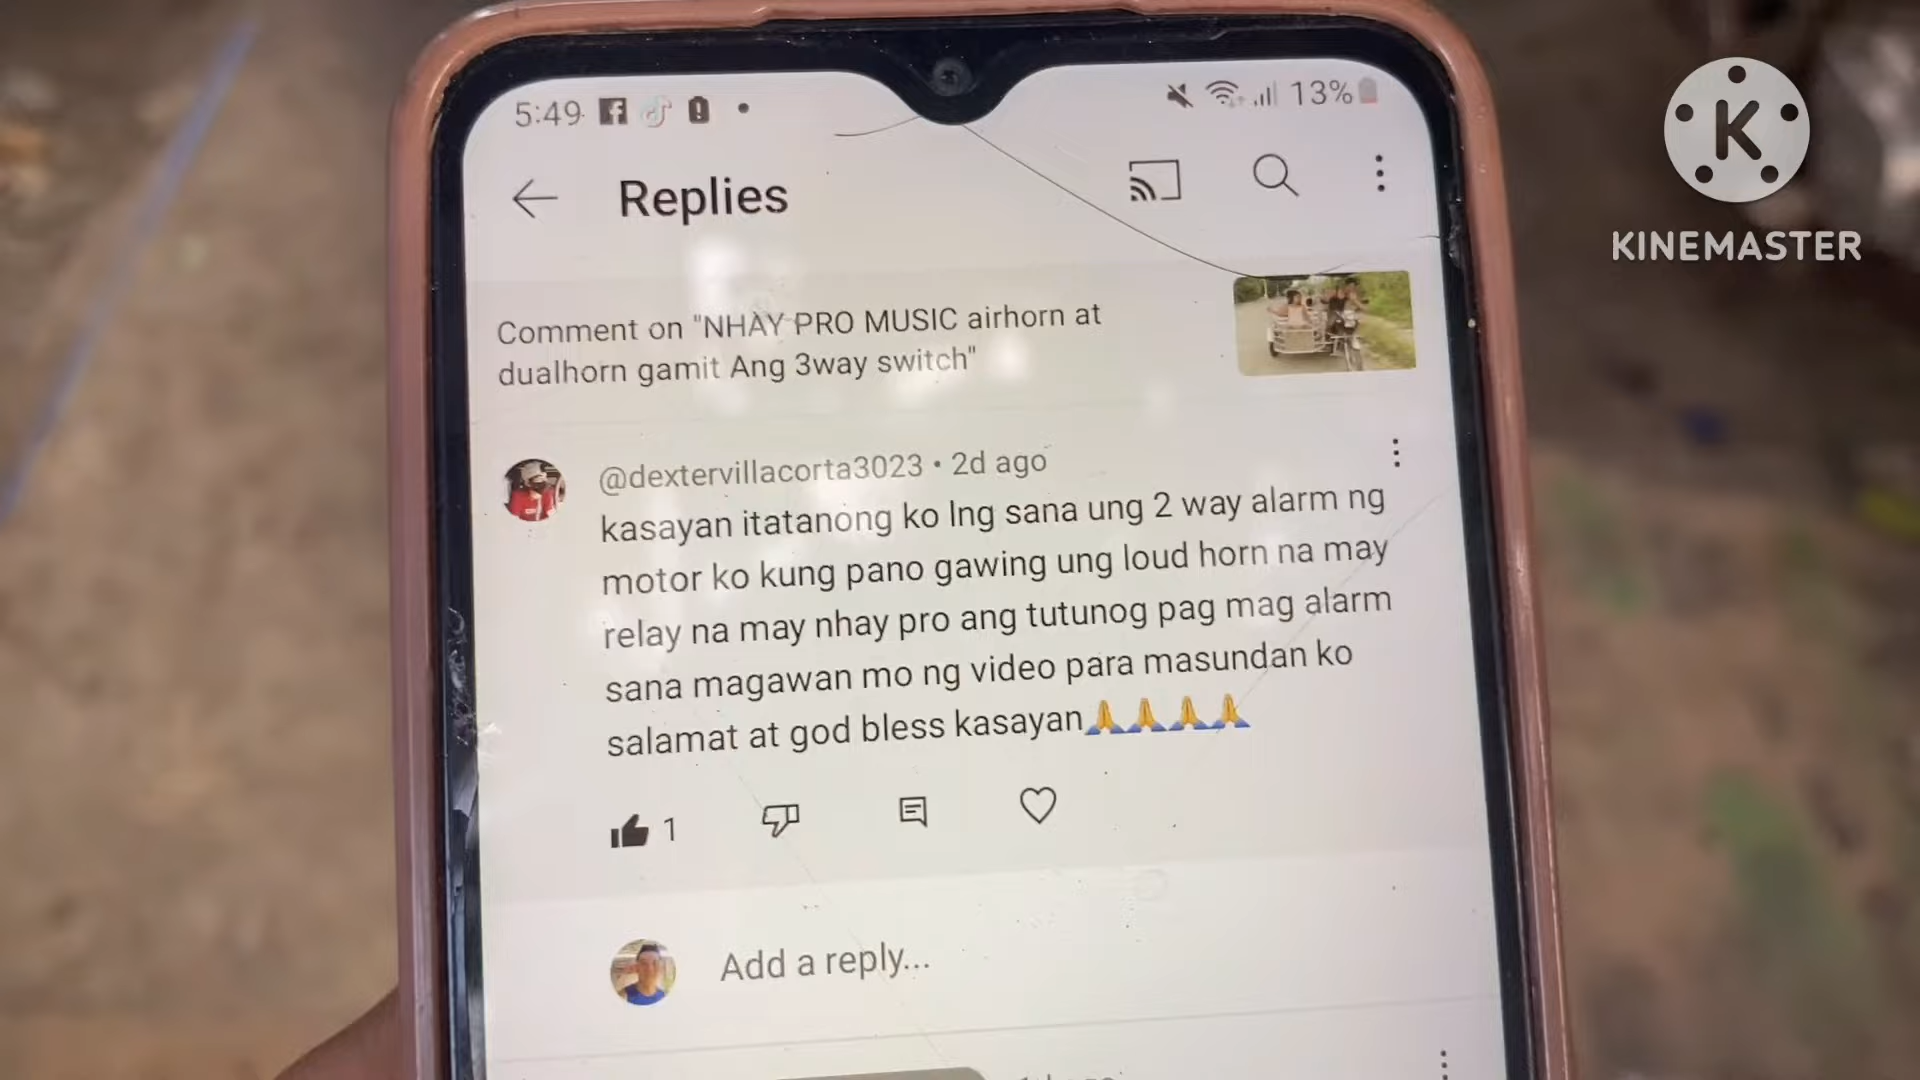 5:49
13%
Replies
Comment on "NHAY PRO MUSIC airhorn at
dualhorn gamit Ang 3way switch"
@dextervillacorta3023 • 2d ago
kasayan itatanong ko lng sana ung 2 way alarm ng
motor ko kung pano gawing ung loud horn na may
relay na may nhay pro ang tutunog pag mag alarm
sana magawan mo ng video para masundan ko
salamat at god bless kasayan🙏🙏🙏🙏
1
Add a reply...
K
KINEMASTER